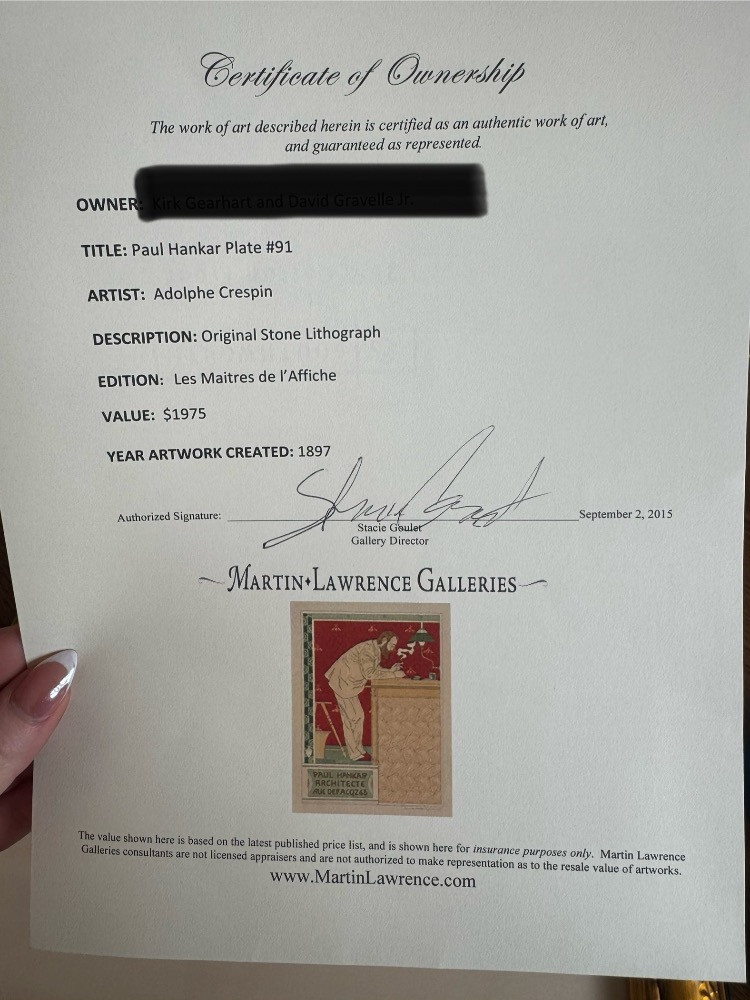 Certificate of Ownership
The work of art described herein is certified as an authentic work of art,
and guaranteed as represented.
OWNER:
TITLE: Paul Hankar Plate #91
ARTIST: Adolphe Crespin
DESCRIPTION: Original Stone Lithograph
EDITION: Les Maitres de l'Affiche
VALUE: $1975
YEAR ARTWORK CREATED: 1897
Authorized Signature: September 2, 2015
Stacie Goulet
Gallery Director
MARTIN LAWRENCE GALLERIES
PAUL HANKAR
ARCHITECTE
RUE DEFACQZ 63
The value shown here is based on the latest published price list, and is shown here for insurance purposes only. Martin Lawrence
Galleries consultants are not licensed appraisers and are not authorized to make representation as to the resale value of artworks.
www.MartinLawrence.com